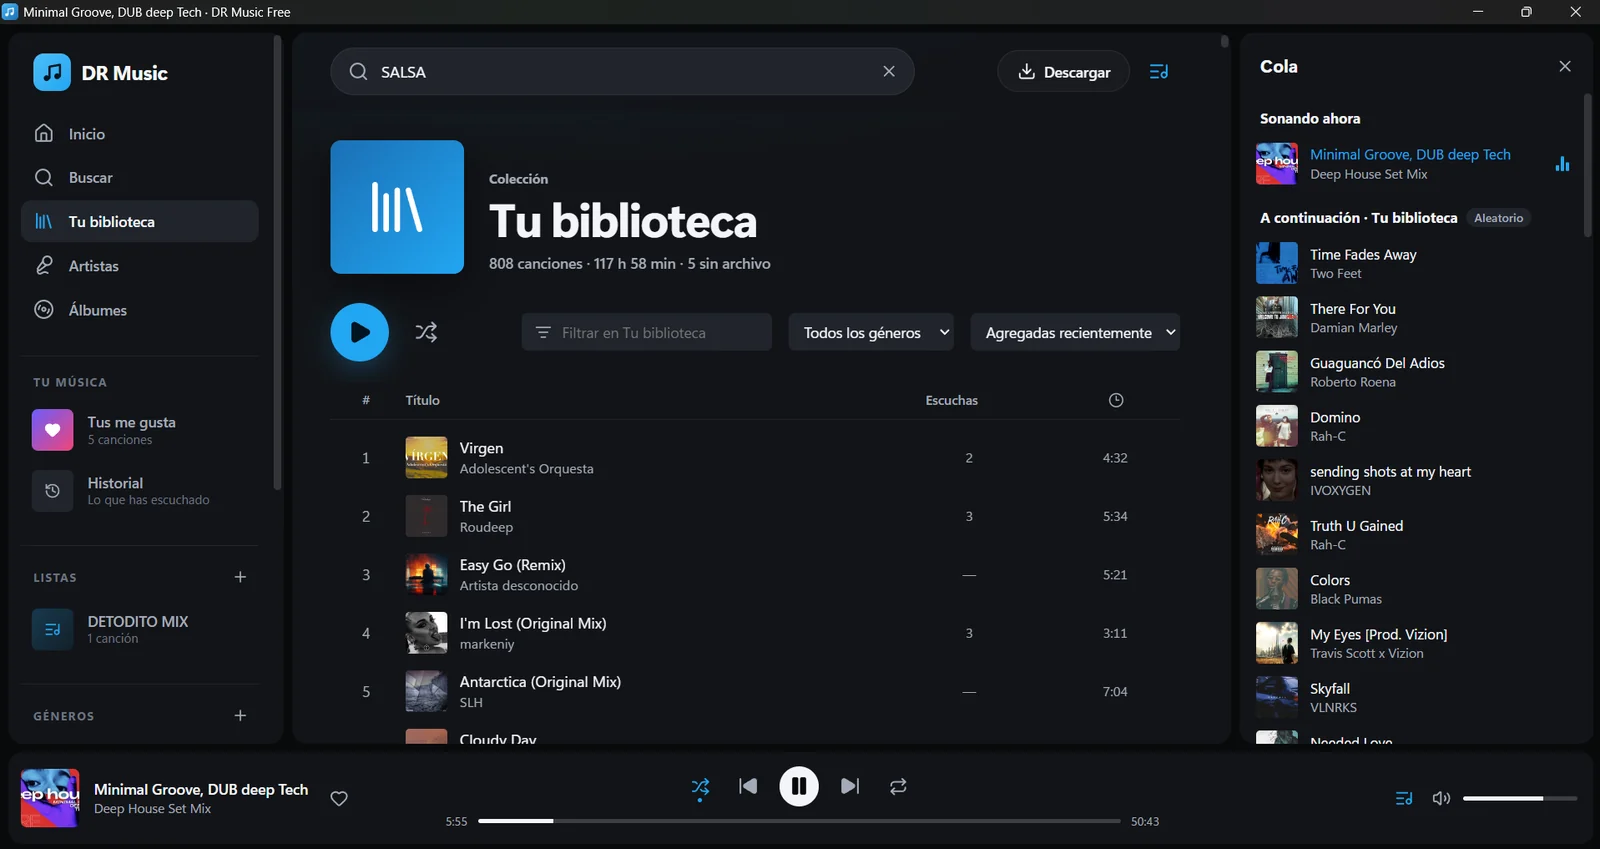 Minimal Groove, DUB deep Tech · DR Music Free
DR Music
Inicio
Buscar
Tu biblioteca
Artistas
Álbumes
TU MÚSICA
Tus me gusta
5 canciones
Historial
Lo que has escuchado
LISTAS
DETODITO MIX
1 canción
GÉNEROS
SALSA
Descargar
Colección
Tu biblioteca
808 canciones · 117 h 58 min · 5 sin archivo
Filtrar en Tu biblioteca
Todos los géneros
Agregadas recientemente
# Título Escuchas
1 Virgen 2 4:32
Adolescent's Orquesta
2 The Girl 3 5:34
Roudeep
3 Easy Go (Remix) — 5:21
Artista desconocido
4 I'm Lost (Original Mix) 3 3:11
markeniy
5 Antarctica (Original Mix) — 7:04
SLH
Cloudy Day
Cola
Sonando ahora
Minimal Groove, DUB deep Tech
Deep House Set Mix
A continuación · Tu biblioteca Aleatorio
Time Fades Away
Two Feet
There For You
Damian Marley
Guaguancó Del Adios
Roberto Roena
Domino
Rah-C
sending shots at my heart
IVOXYGEN
Truth U Gained
Rah-C
Colors
Black Pumas
My Eyes [Prod. Vizion]
Travis Scott x Vizion
Skyfall
VLNRKS
Needed Love
Minimal Groove, DUB deep Tech
Deep House Set Mix
5:55
50:43